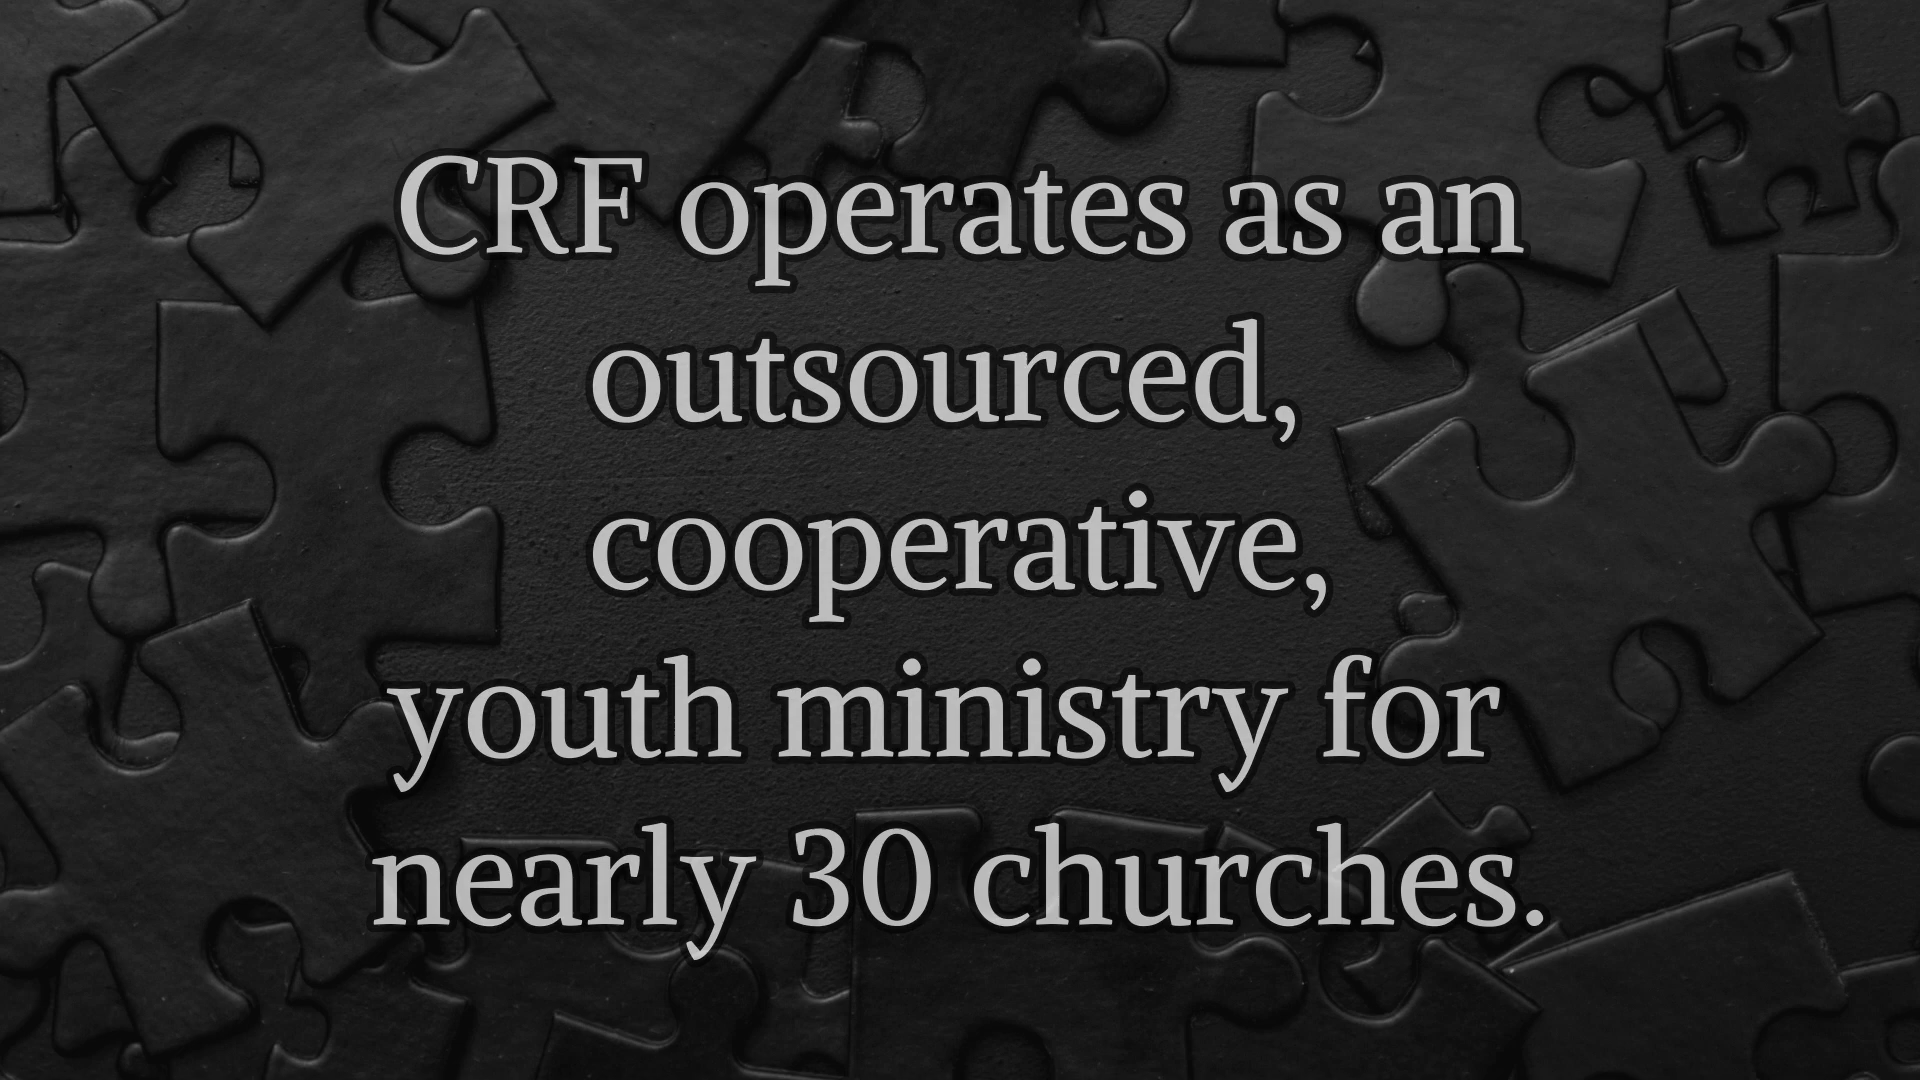 CRF operates as an
outsourced,
cooperative,
youth ministry for
nearly 30 churches.